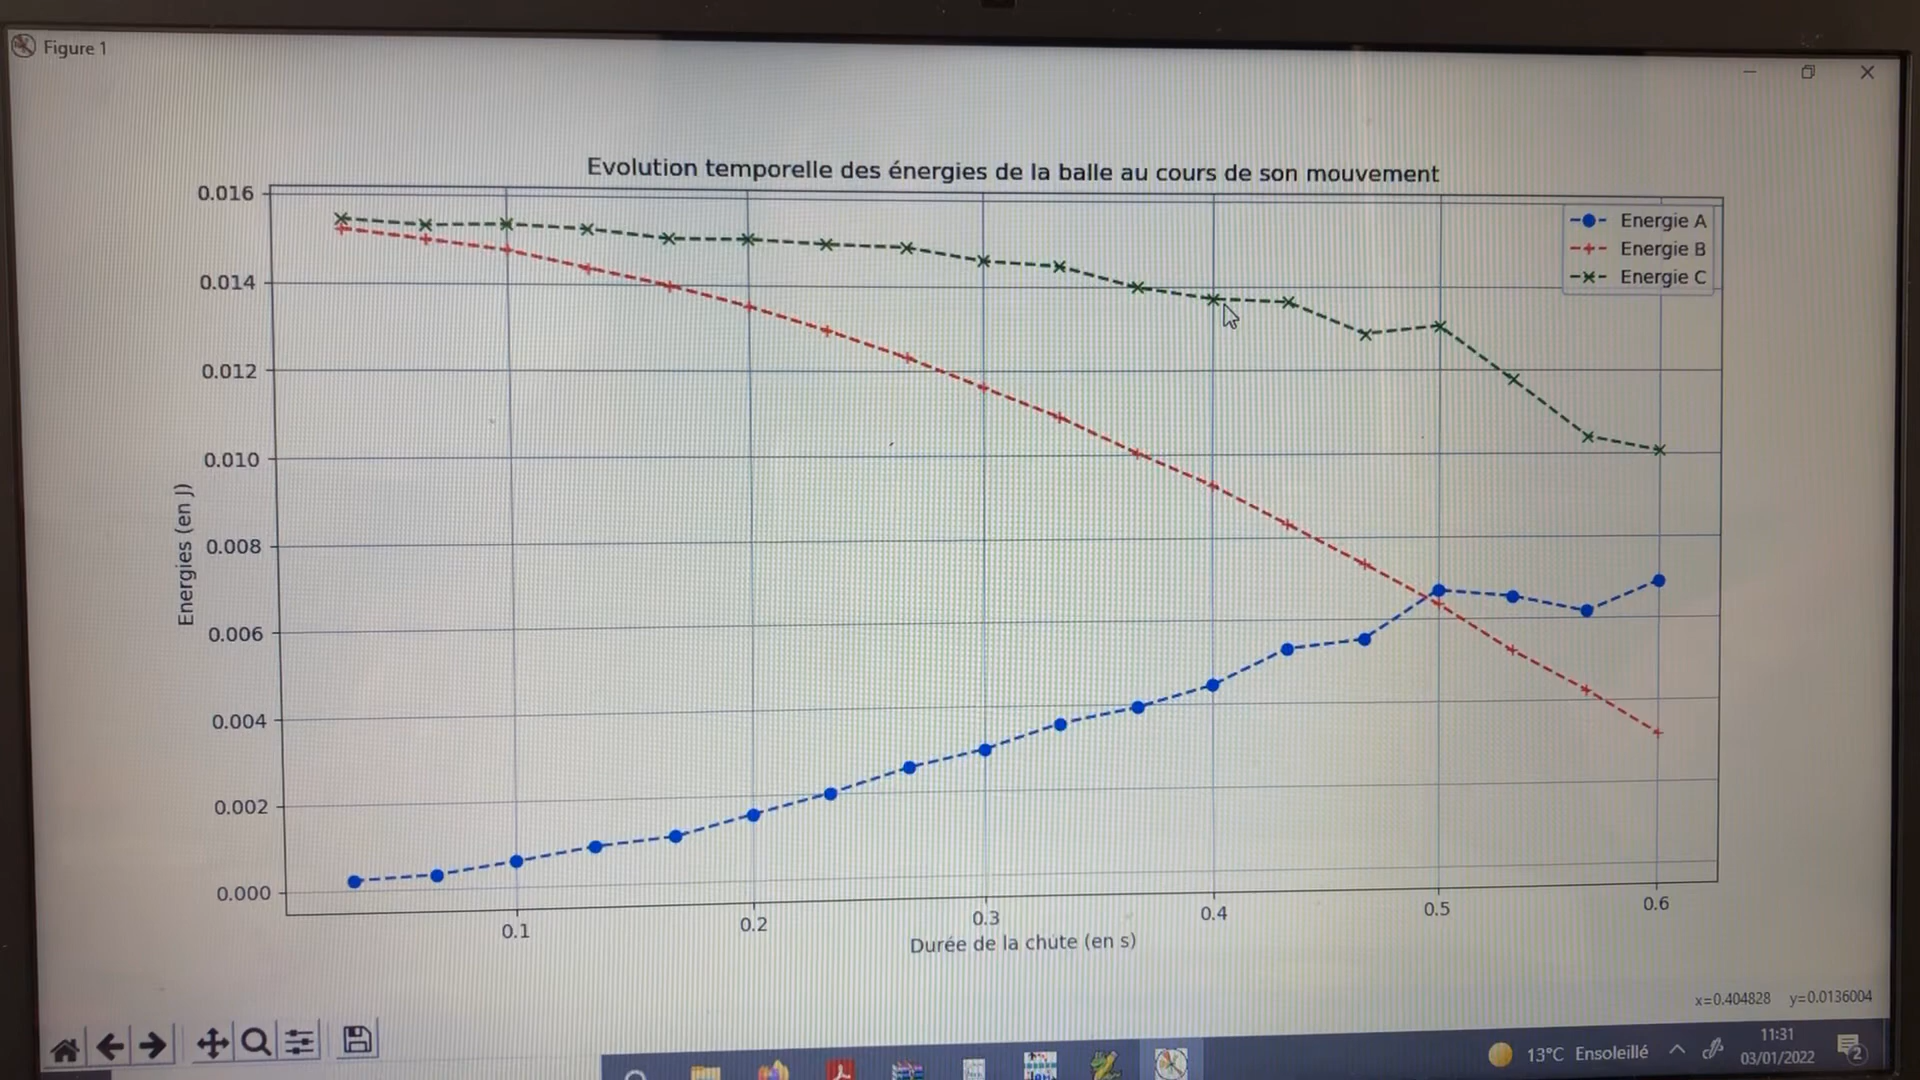 Figure 1
Evolution temporelle des énergies de la balle au cours de son mouvement
0.016
0.014
0.012
0.010
0.008
0.006
0.004
0.002
0.000
Energies (en J)
Energie A
Energie B
Energie C
0.1
0.2
0.3
0.4
0.5
0.6
Durée de la chute (en s)
x=0.404828 y=0.0136004
13°C Ensoleillé
11:31
03/01/2022
2